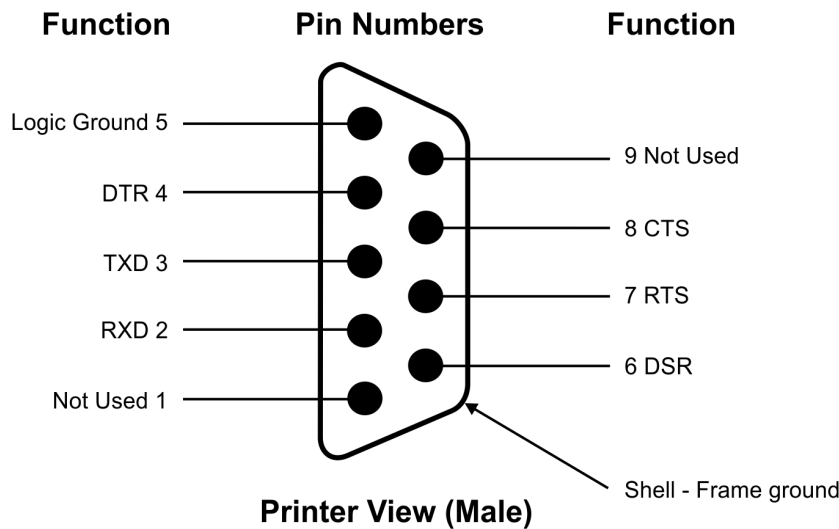 Function
Pin Numbers
Function
Logic Ground 5
DTR 4
TXD 3
RXD 2
Not Used 1
9 Not Used
8 CTS
7 RTS
6 DSR
Shell - Frame ground
Printer View (Male)